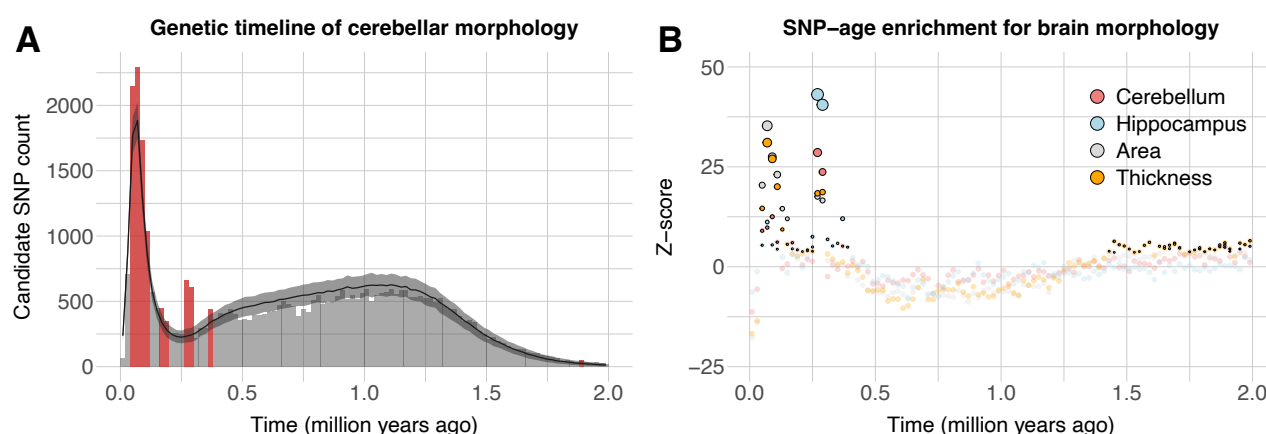 A
Genetic timeline of cerebellar morphology
Candidate SNP count
2000
1500
1000
500
0
0.0 0.5 1.0 1.5 2.0
Time (million years ago)
B
SNP−age enrichment for brain morphology
Z−score
50
25
0
−25
Cerebellum
Hippocampus
Area
Thickness
0.0 0.5 1.0 1.5 2.0
Time (million years ago)